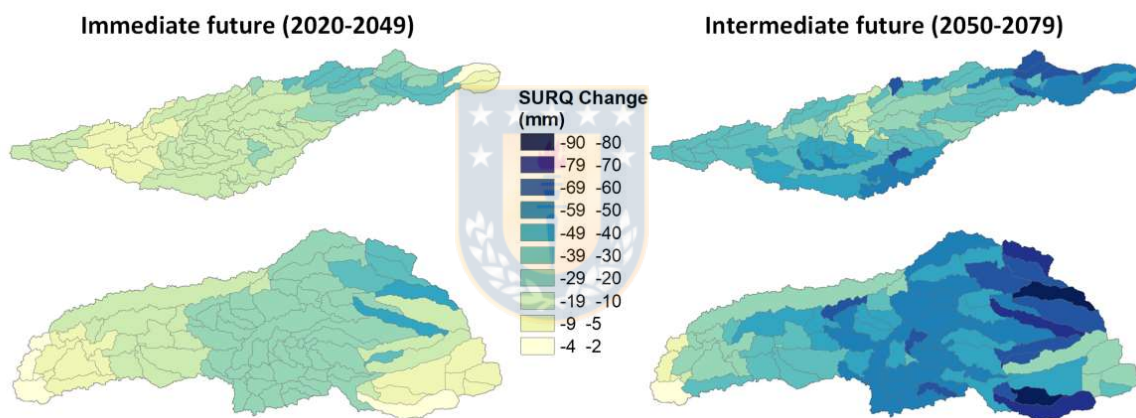 Immediate future (2020-2049)
Intermediate future (2050-2079)
SURQ Change
(mm)
-90 -80
-79 -70
-69 -60
-59 -50
-49 -40
-39 -30
-29 -20
-19 -10
-9 -5
-4 -2